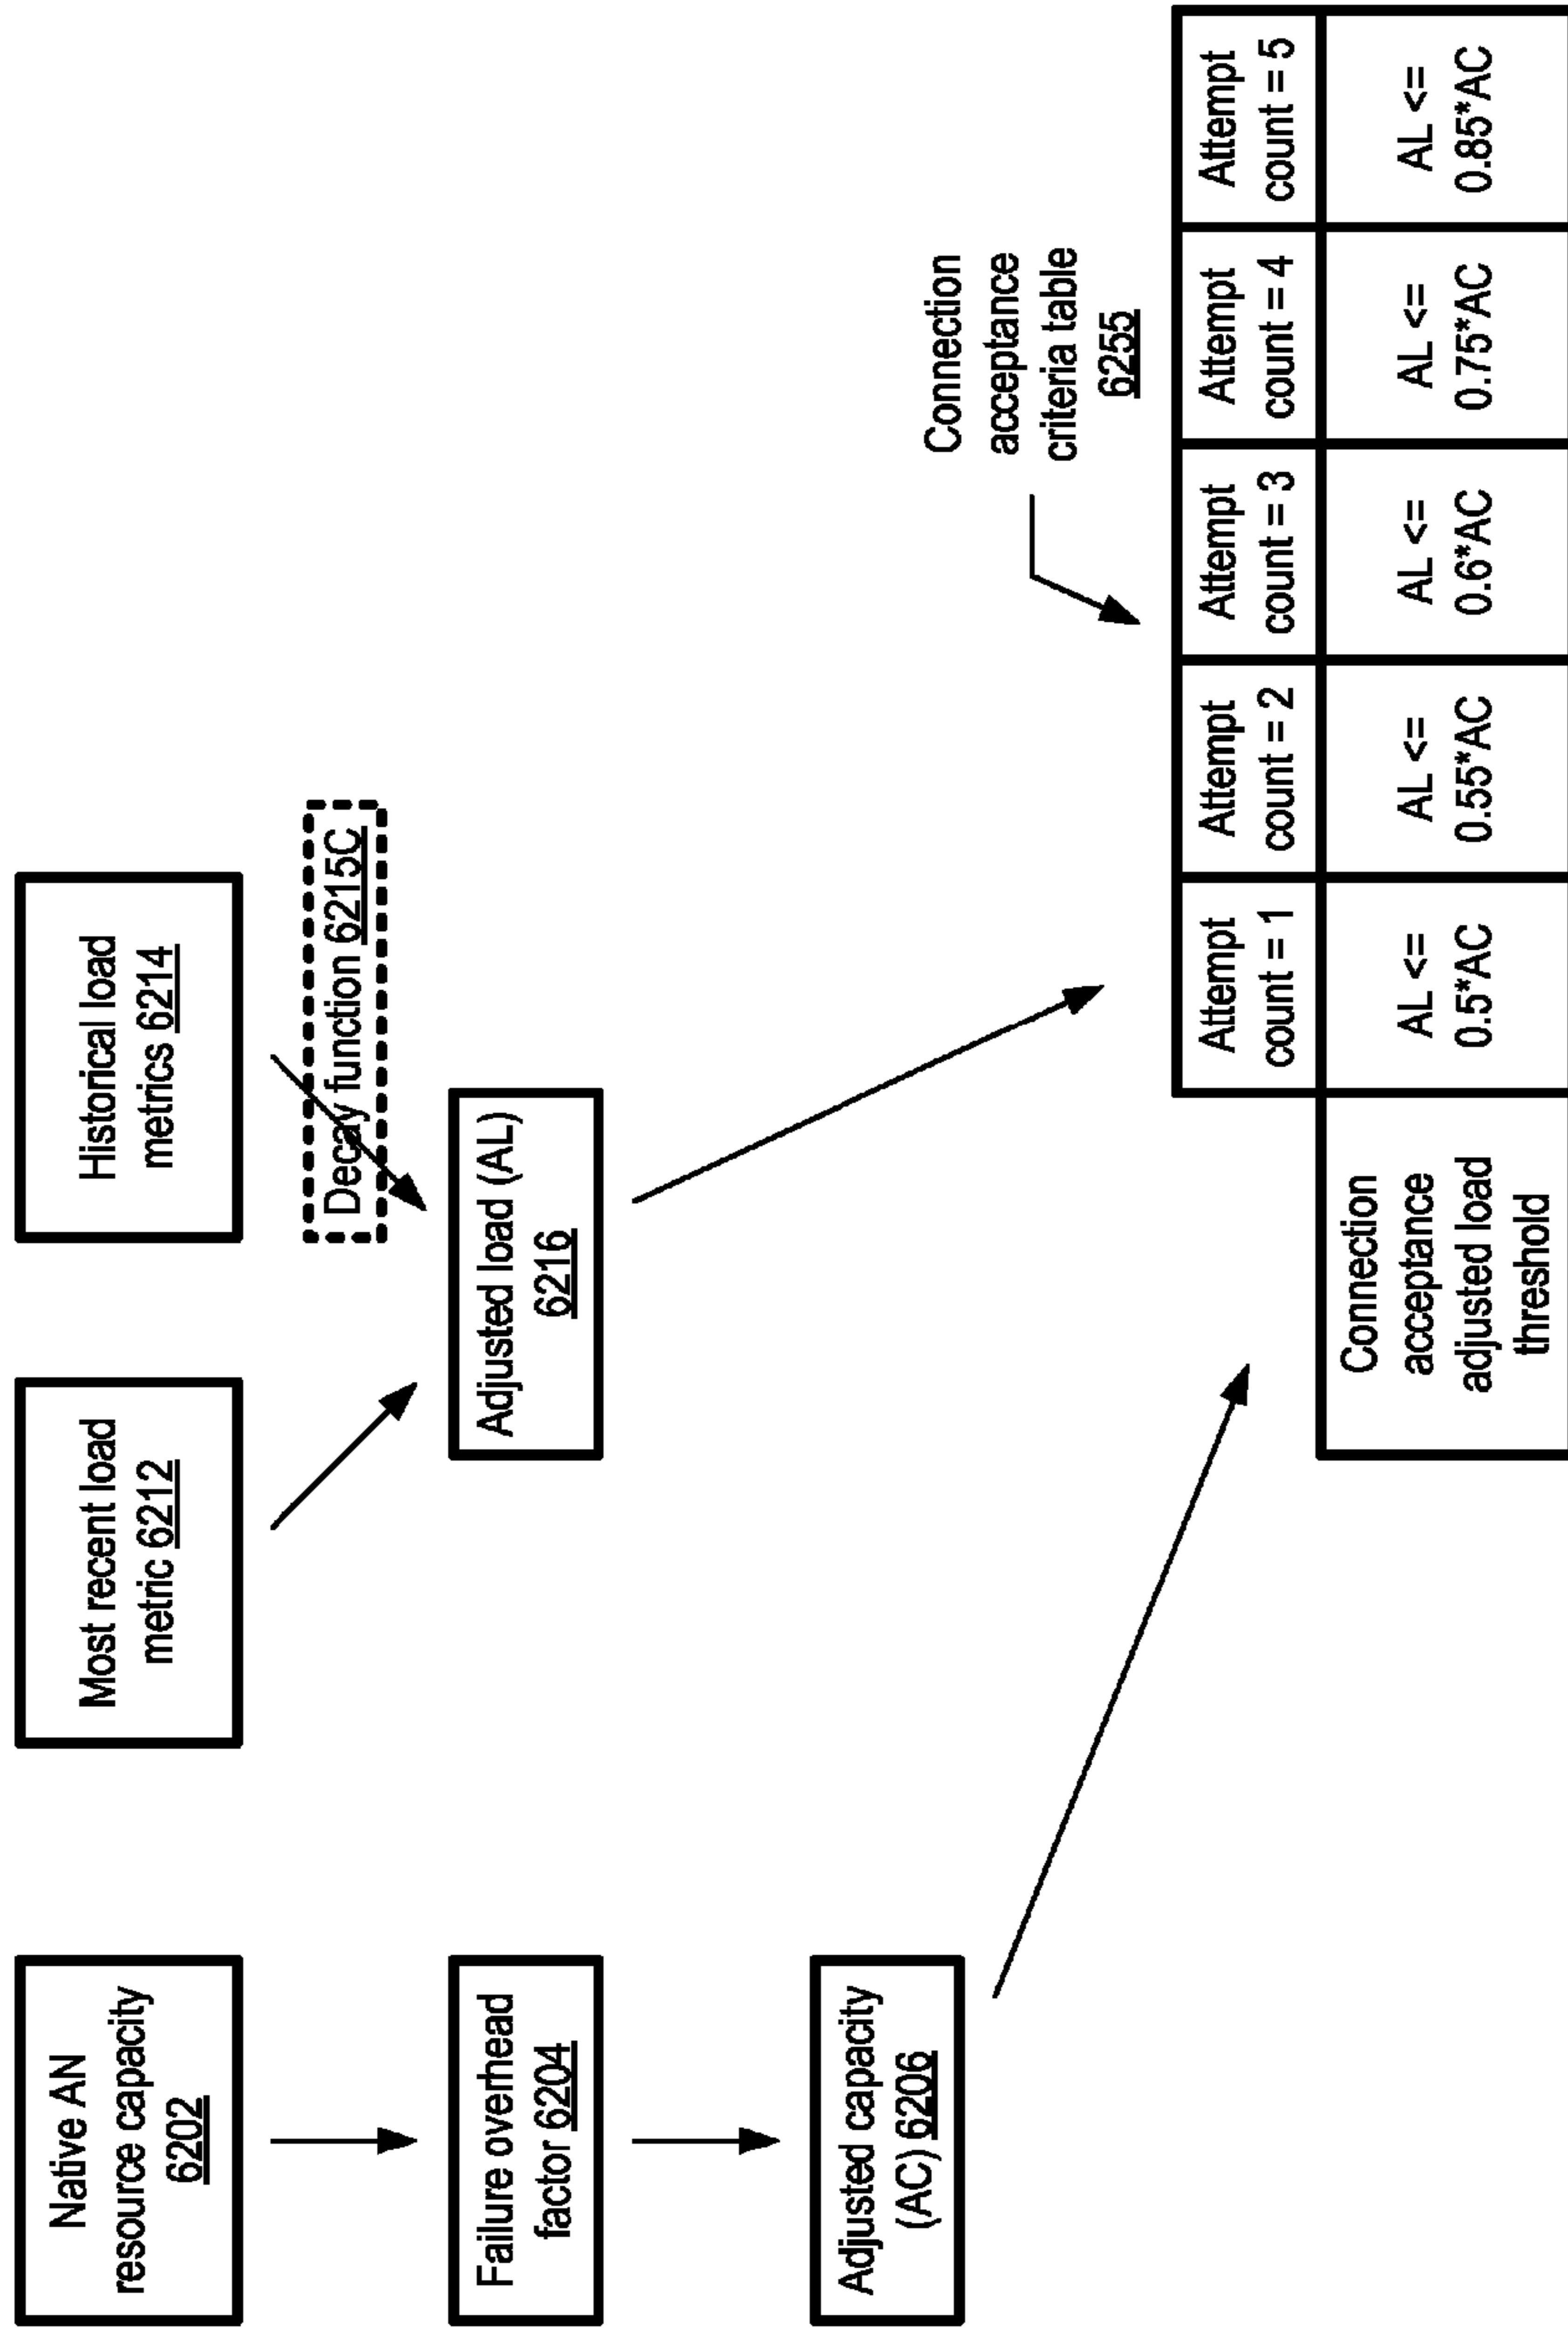 Native AN
resource capacity
6202
Most recent load
metric 6212
Historical load
metrics 6214
Decay function 6215C
Failure overhead
factor 6204
Adjusted load (AL)
6216
Adjusted capacity
(AC) 6206
Connection
acceptance
criteria table
6255
Attempt
count = 1
Attempt
count = 2
Attempt
count = 3
Attempt
count = 4
Attempt
count = 5
Connection
acceptance
adjusted load
threshold
AL <=
0.5*AC
AL <=
0.55*AC
AL <=
0.6*AC
AL <=
0.75*AC
AL <=
0.85*AC